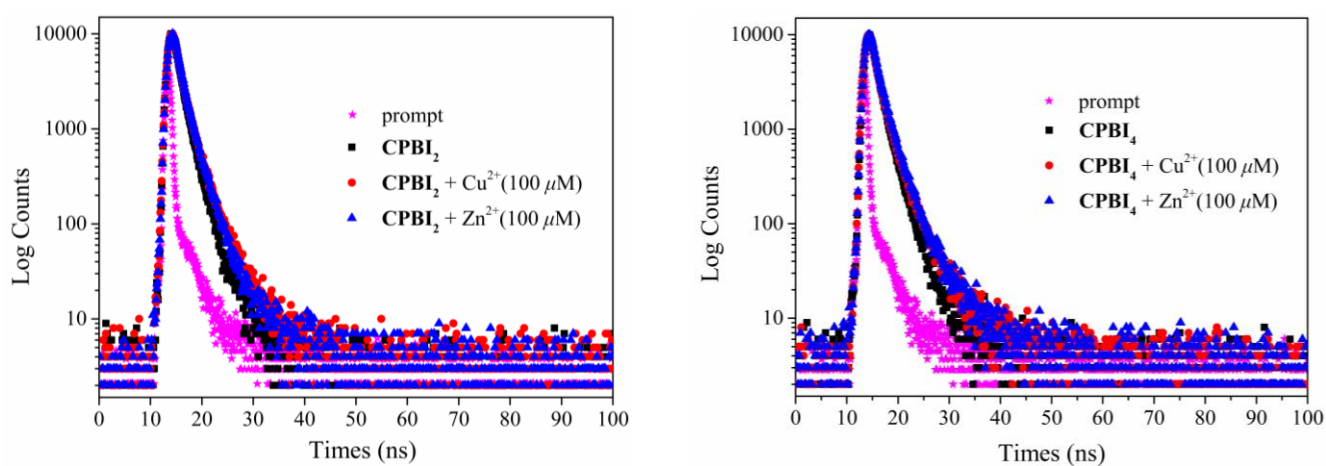 10000
1000
100
10
Log Counts
prompt
CPBI₂
CPBI₂ + Cu²⁺(100 μM)
CPBI₂ + Zn²⁺(100 μM)
0 10 20 30 40 50 60 70 80 90 100
Times (ns)
10000
1000
100
10
Log Counts
prompt
CPBI₄
CPBI₄ + Cu²⁺(100 μM)
CPBI₄ + Zn²⁺(100 μM)
0 10 20 30 40 50 60 70 80 90 100
Times (ns)